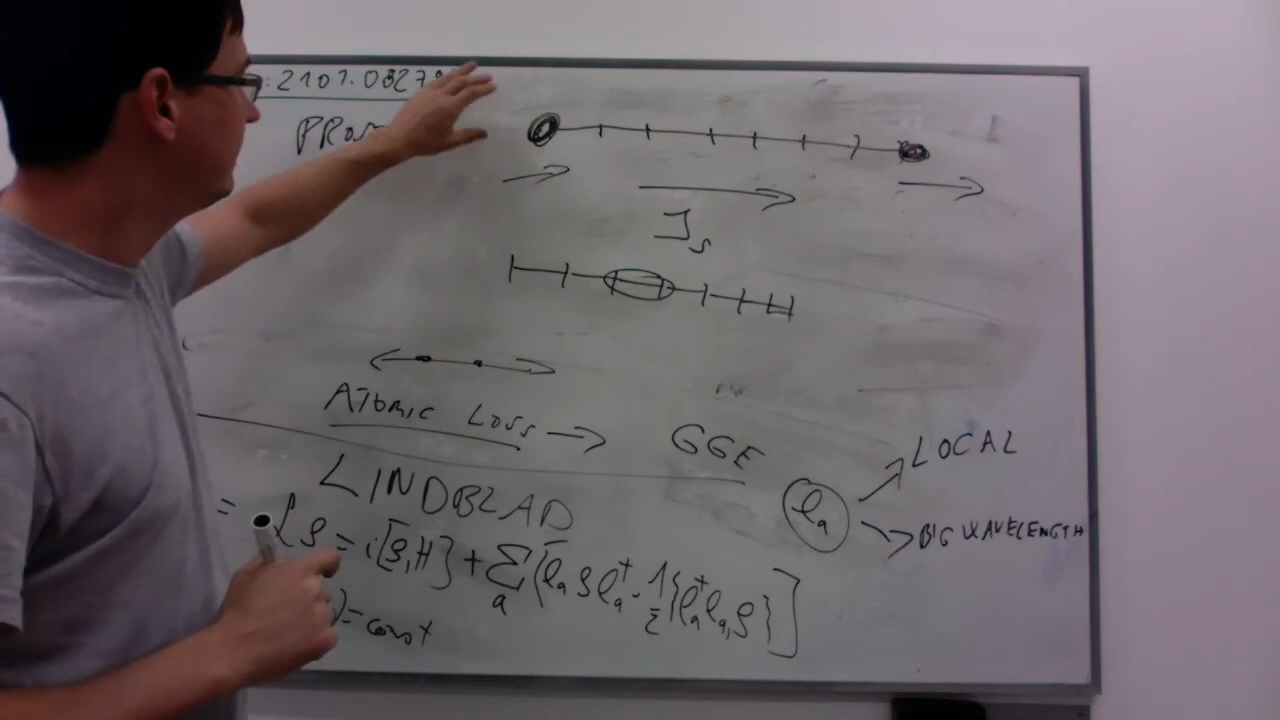 : 2107.0827
J_s
ATOMIC LOSS → GGE
LINDBLAD
= ℒρ = i[ρ,H] + Σ_a [ℓ_a ρ ℓ_a^† - 1/2 {ℓ_a^† ℓ_a, ρ}]
) = const
ℓ_a
LOCAL
BIG WAVELENGTH